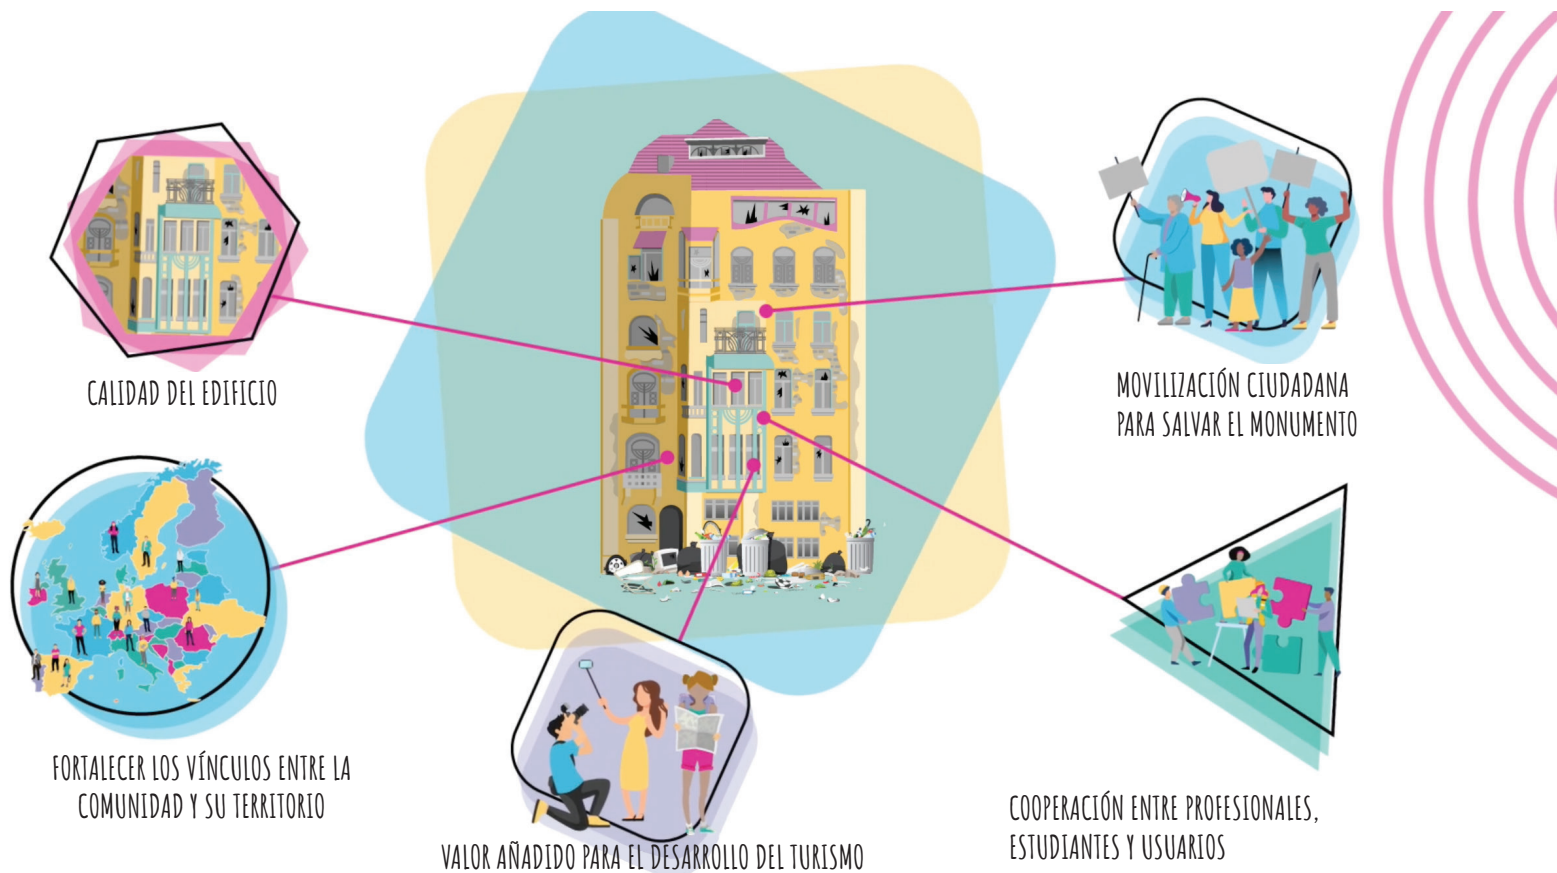 CALIDAD DEL EDIFICIO
MOVILIZACIÓN CIUDADANA
PARA SALVAR EL MONUMENTO
FORTALECER LOS VÍNCULOS ENTRE LA
COMUNIDAD Y SU TERRITORIO
VALOR AÑADIDO PARA EL DESARROLLO DEL TURISMO
COOPERACIÓN ENTRE PROFESIONALES,
ESTUDIANTES Y USUARIOS